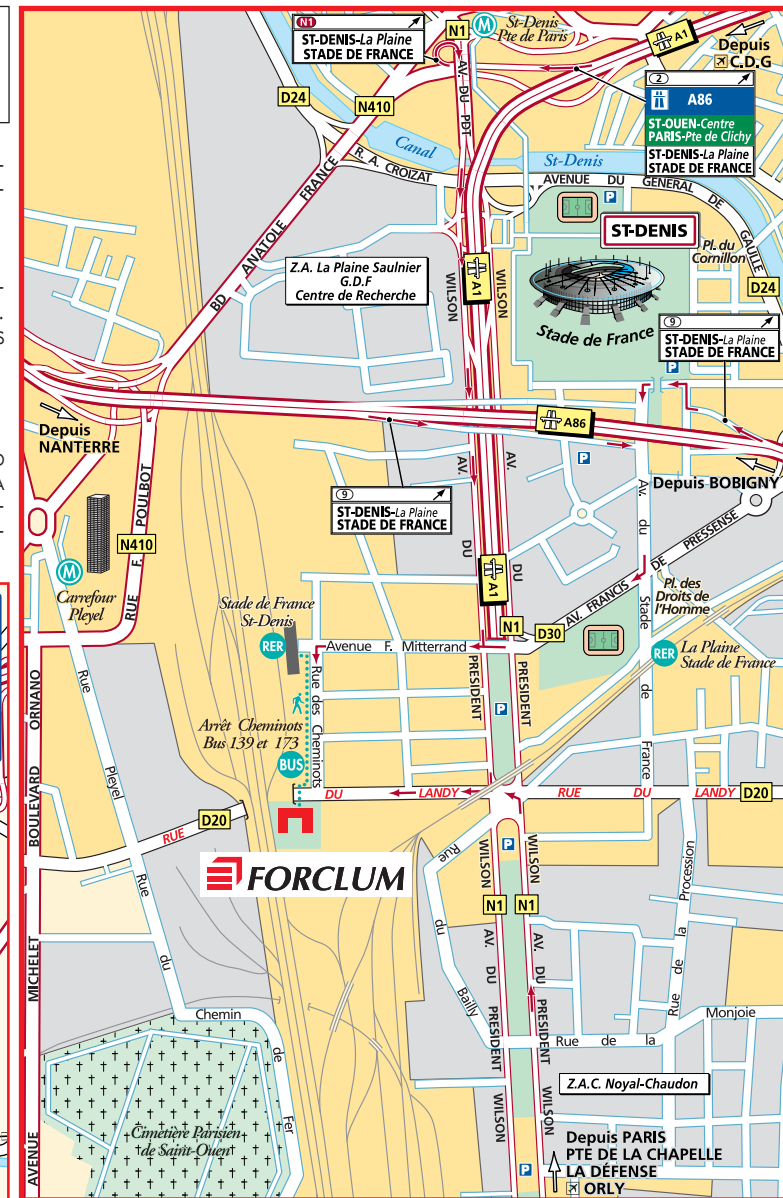 N1
ST-DENIS-La Plaine
STADE DE FRANCE
N1
M
St-Denis
Pte de Paris
A1
Depuis
C.D.G
2
A86
ST-OUEN-Centre
PARIS-Pte de Clichy
ST-DENIS-La Plaine
STADE DE FRANCE
D24
N410
AV. DU PDT
Canal
St-Denis
R. A. CROIZAT
AVENUE DU GENERAL DE GAULLE
P
ST-DENIS
Pl. du
Cornillon
D24
BD ANATOLE FRANCE
Z.A. La Plaine Saulnier
G.D.F
Centre de Recherche
WILSON
A1
WILSON
Stade de France
9
ST-DENIS-La Plaine
STADE DE FRANCE
P
Depuis
NANTERRE
A86
P
Depuis BOBIGNY
9
ST-DENIS-La Plaine
STADE DE FRANCE
AV. DU PRESIDENT
AV. DU PRESIDENT
RUE F. POULBOT
N410
M
Carrefour
Pleyel
A1
N1
D30
AV. FRANCIS DE PRESSENSE
Av. du Stade de France
Pl. des
Droits de
l'Homme
Stade de France
St-Denis
RER
Avenue F. Mitterrand
RER
La Plaine
Stade de France
Rue des Cheminots
Arrêt Cheminots
Bus 139 et 173
BUS
P
BOULEVARD ORNANO
Rue Pleyel
RUE
D20
DU LANDY
RUE DU LANDY
D20
FORCLUM
P
WILSON
WILSON
N1
N1
Rue du Bailly
AV. DU PRESIDENT WILSON
AV. DU PRESIDENT WILSON
Rue de la Procession
Rue de la Monjoie
AVENUE MICHELET
Rue du Chemin de Fer
Z.A.C. Noyal-Chaudon
Cimetière Parisien
de Saint-Ouen
P
Depuis PARIS
PTE DE LA CHAPELLE
LA DÉFENSE
ORLY